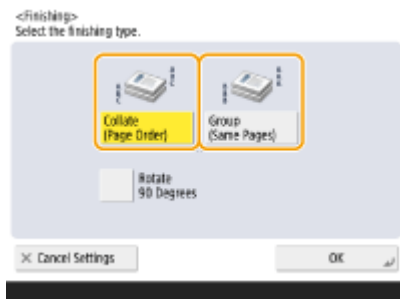 <Finishing>
Select the finishing type.
Collate
(Page Order)
Group
(Same Pages)
Rotate
90 Degrees
× Cancel Settings
OK